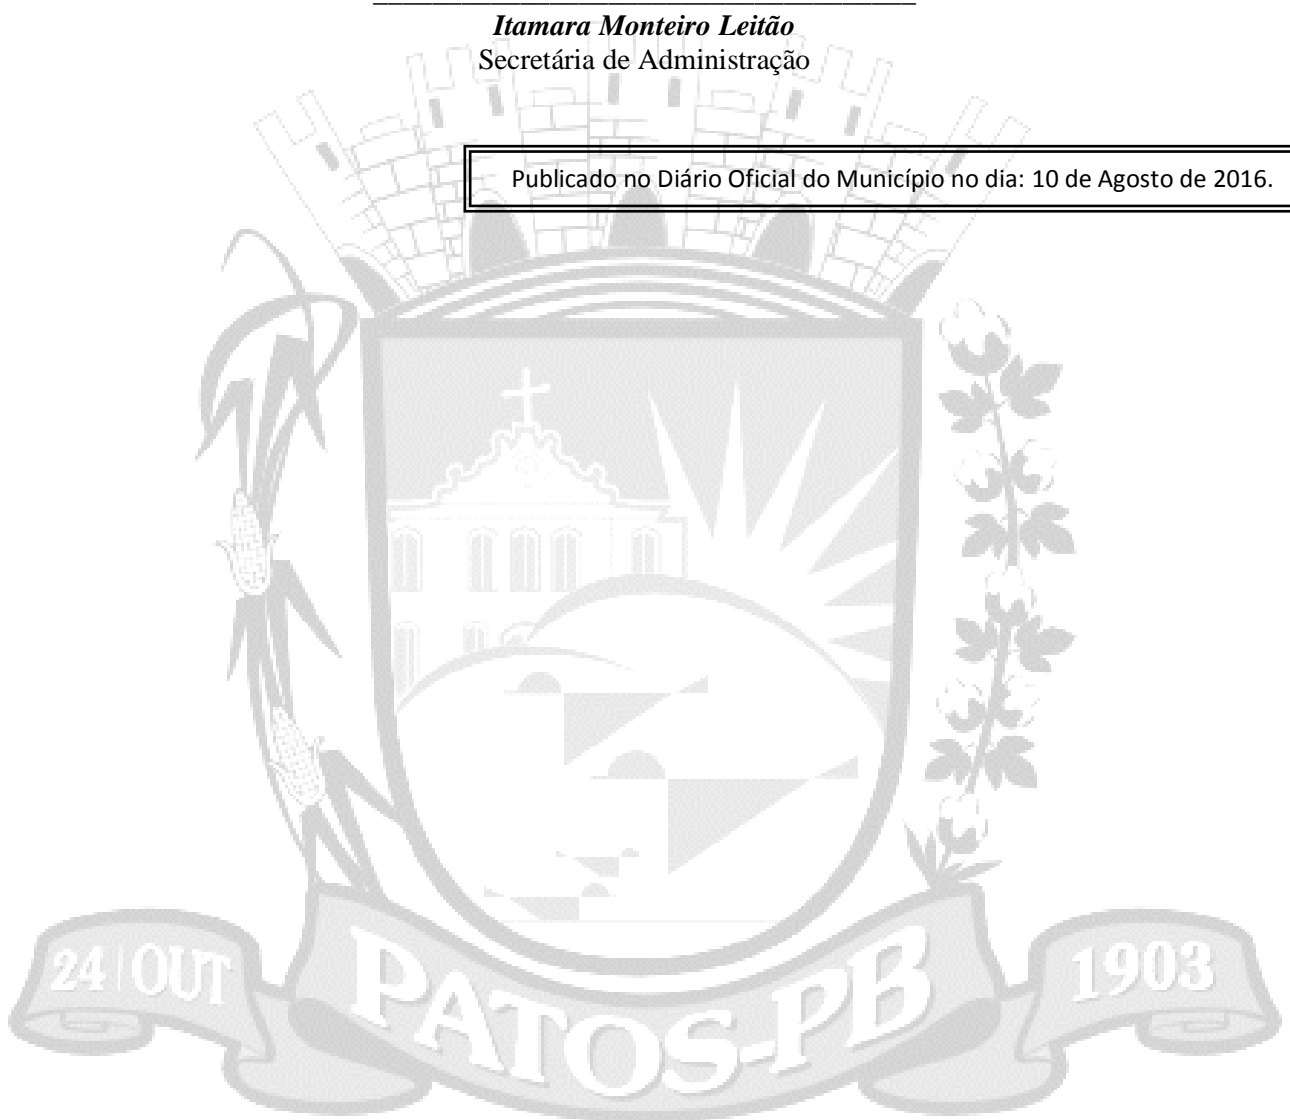 Itamara Monteiro Leitão
Secretária de Administração
Publicado no Diário Oficial do Município no dia: 10 de Agosto de 2016.
24 | OUT
PATOS-PB
1903